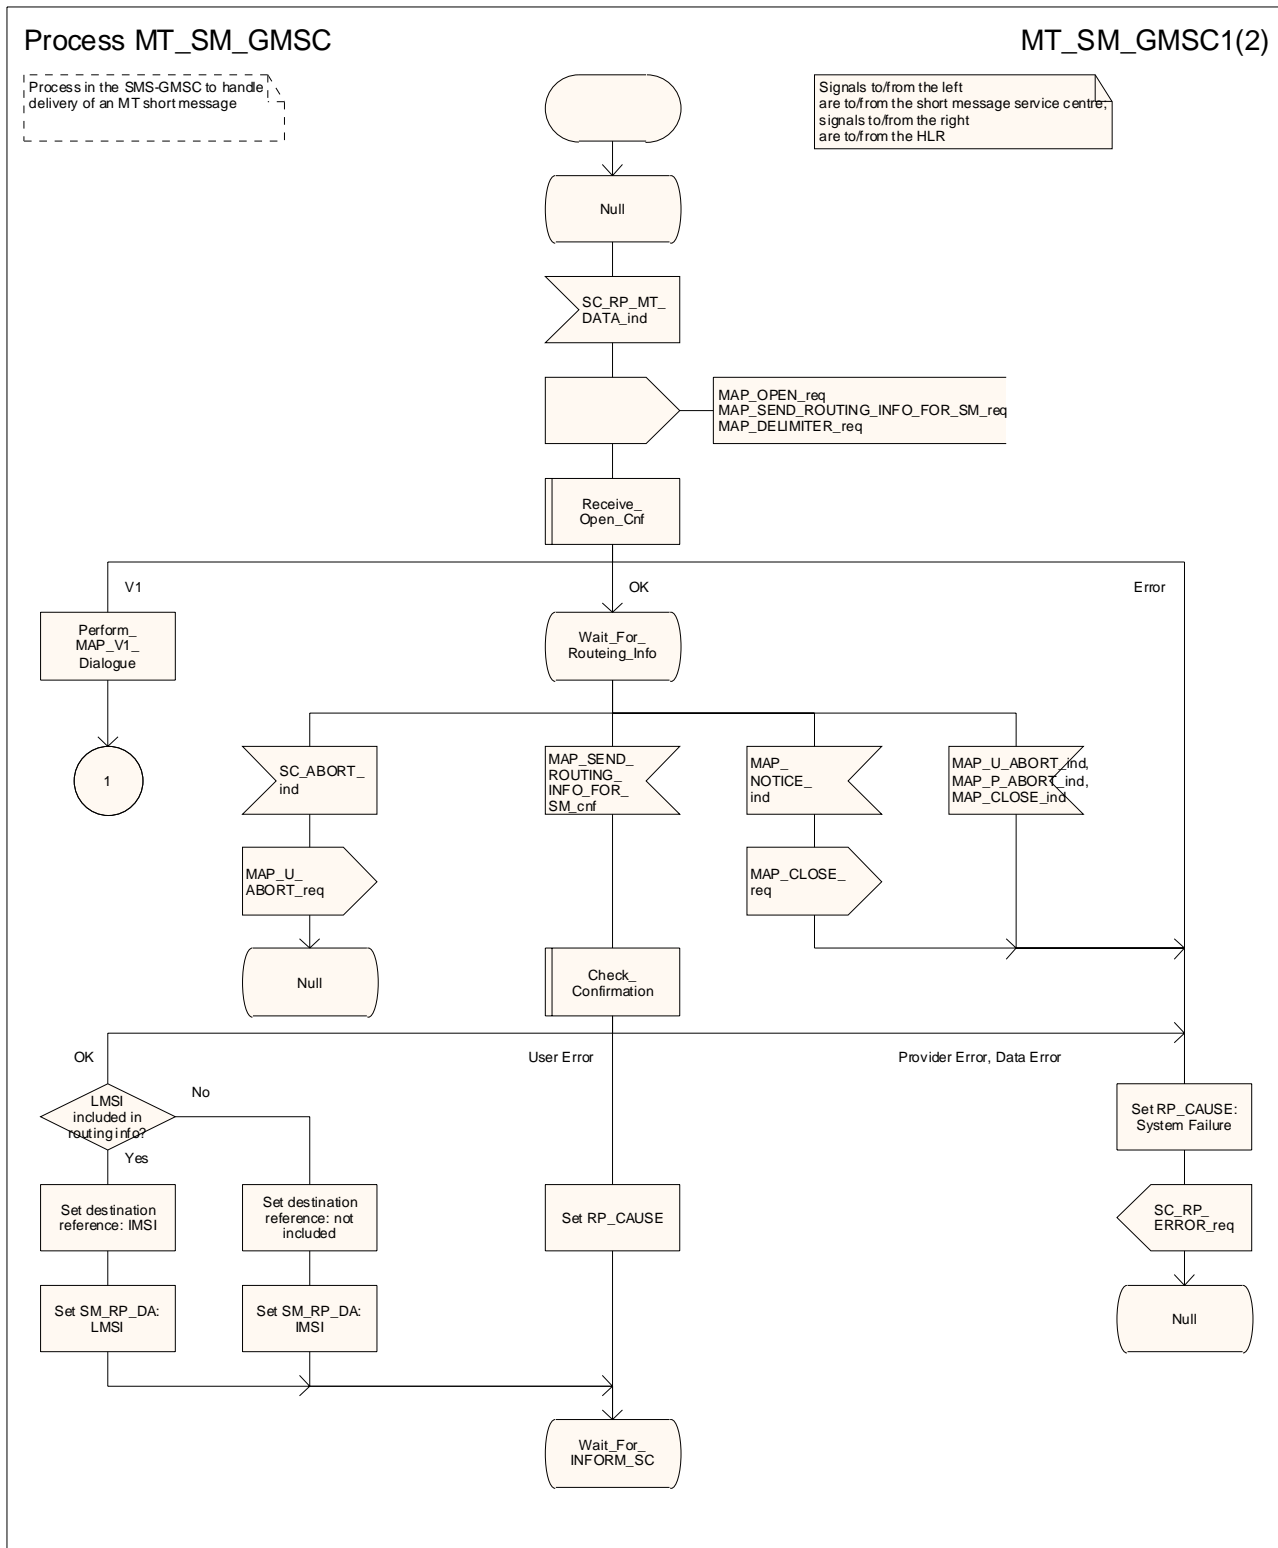 Process MT_SM_GMSC
MT_SM_GMSC1(2)
Process in the SMS-GMSC to handle
delivery of an MT short message
Signals to/from the left
are to/from the short message service centre;
signals to/from the right
are to/from the HLR
Null
SC_RP_MT_
DATA_ind
MAP_OPEN_req
MAP_SEND_ROUTING_INFO_FOR_SM_req
MAP_DELIMITER_req
Receive_
Open_Cnf
V1
OK
Error
Perform_
MAP_V1_
Dialogue
Wait_For_
Routeing_Info
1
SC_ABORT_
ind
MAP_SEND_
ROUTING_
INFO_FOR_
SM_cnf
MAP_
NOTICE_
ind
MAP_U_ABORT_ind,
MAP_P_ABORT_ind,
MAP_CLOSE_ind
MAP_U_
ABORT_req
MAP_CLOSE_
req
Null
Check_
Confirmation
OK
User Error
Provider Error, Data Error
LMSI
included in
routing info?
No
Yes
Set RP_CAUSE:
System Failure
Set destination
reference: IMSI
Set destination
reference: not
included
Set RP_CAUSE
SC_RP_
ERROR_req
Set SM_RP_DA:
LMSI
Set SM_RP_DA:
IMSI
Null
Wait_For_
INFORM_SC